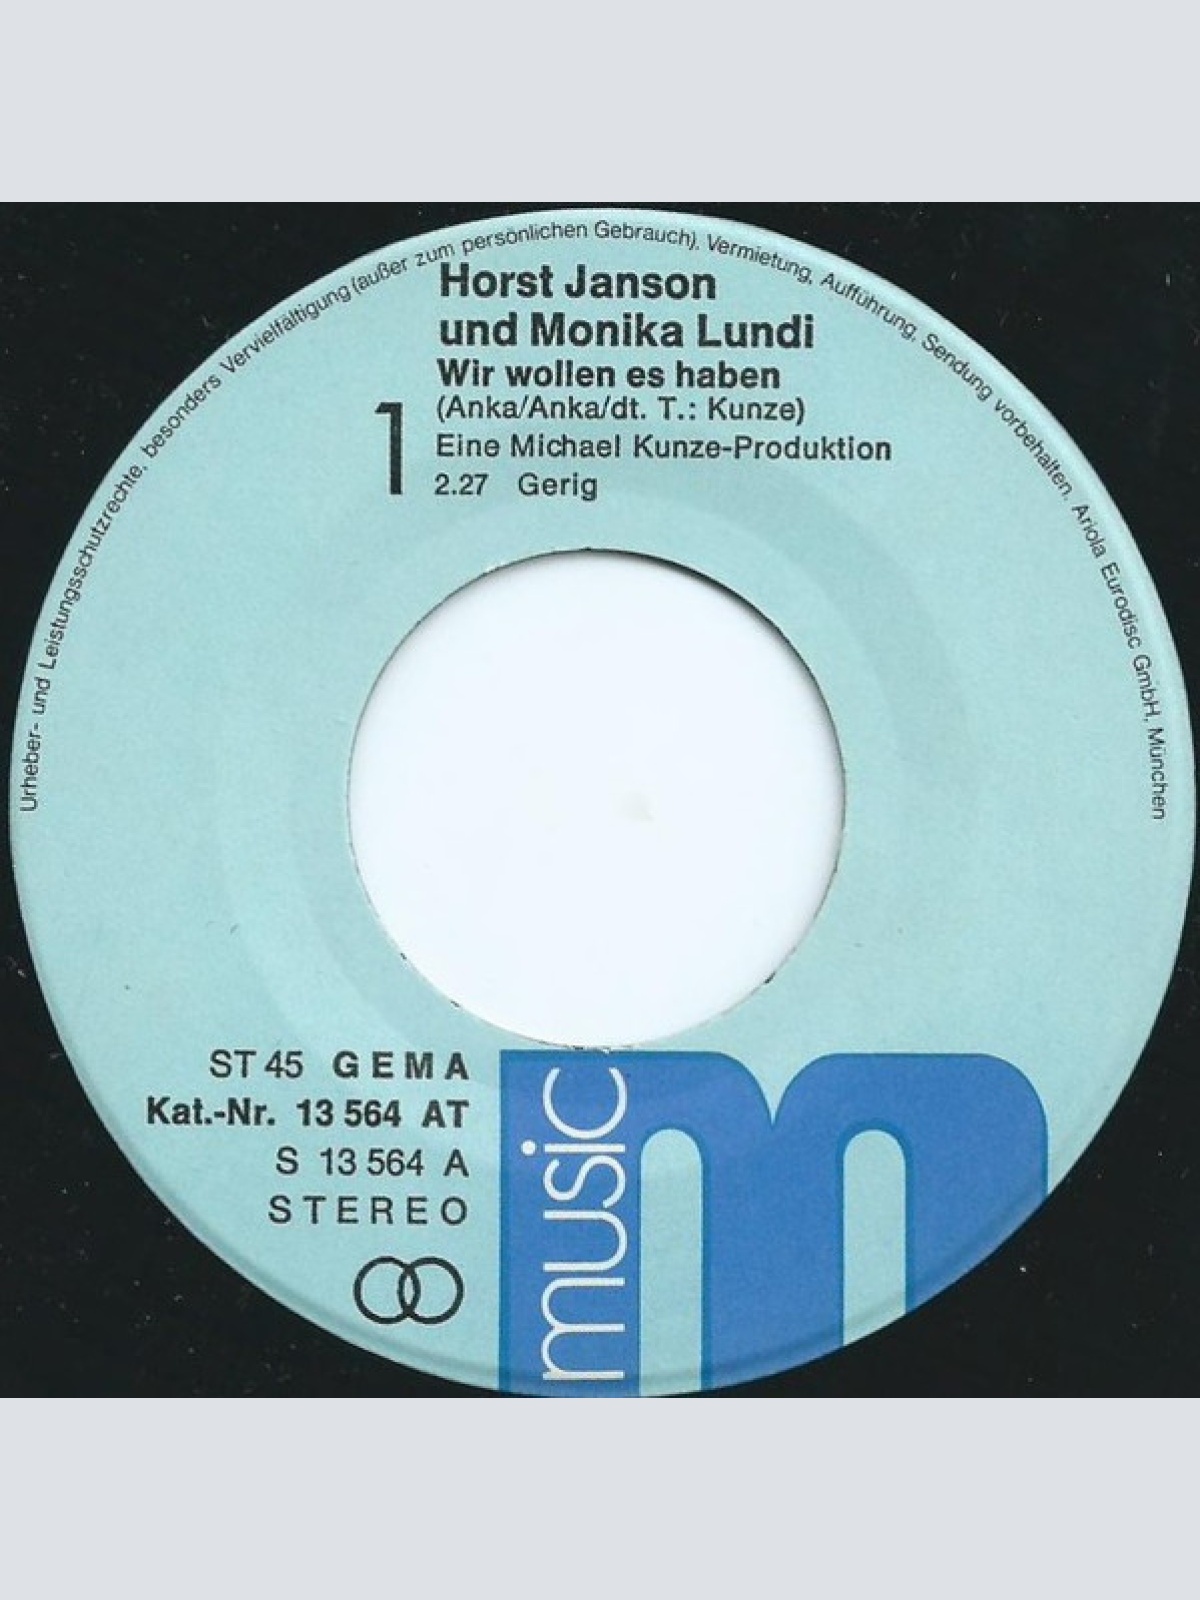 Urheber- und Leistungsschutzrechte, besonders Vervielfältigung (außer zum persönlichen Gebrauch), Vermietung, Aufführung, Sendung vorbehalten. Ariola Eurodisc GmbH, München
Horst Janson
und Monika Lundi
Wir wollen es haben
(Anka/Anka/dt. T.: Kunze)
1
Eine Michael Kunze-Produktion
2.27 Gerig
ST 45 GEMA
Kat.-Nr. 13 564 AT
S 13 564 A
STEREO
music
m